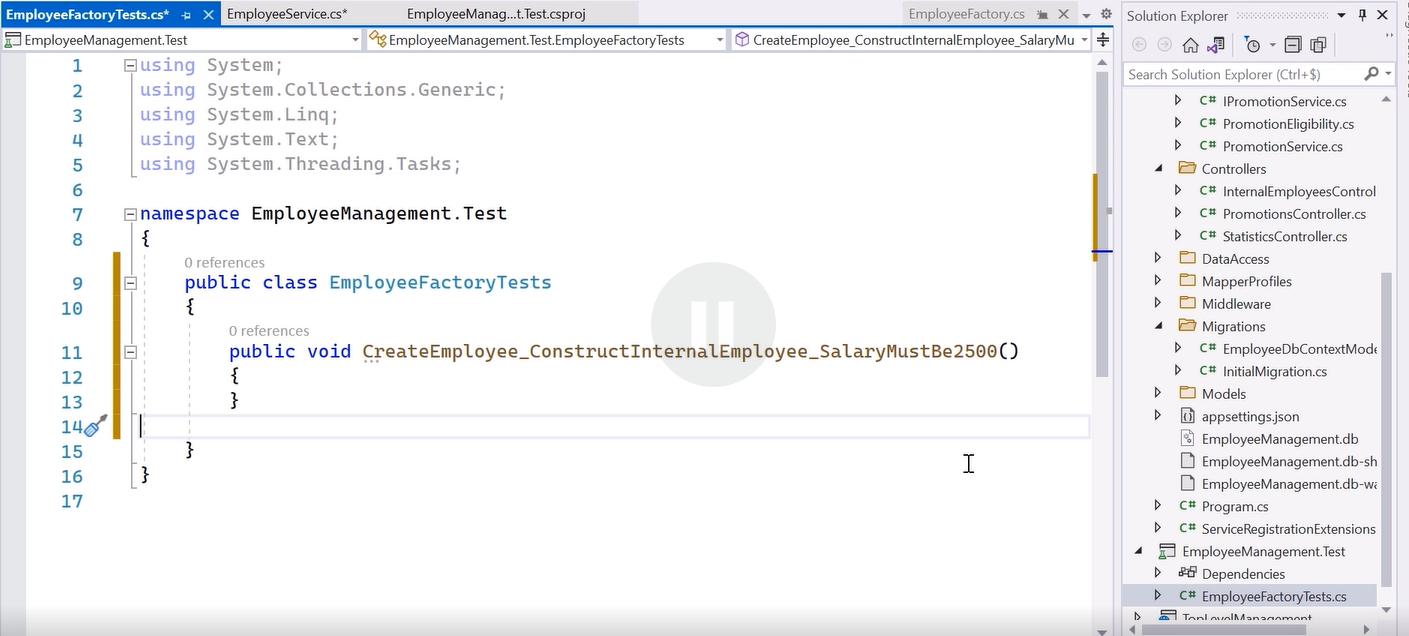 EmployeeFactoryTests.cs*
EmployeeService.cs*
EmployeeManag...t.Test.csproj
EmployeeFactory.cs
EmployeeManagement.Test
EmployeeManagement.Test.EmployeeFactoryTests
CreateEmployee_ConstructInternalEmployee_SalaryMu
1 using System;
2 using System.Collections.Generic;
3 using System.Linq;
4 using System.Text;
5 using System.Threading.Tasks;
6
7 namespace EmployeeManagement.Test
8 {
0 references
9 public class EmployeeFactoryTests
10 {
0 references
11 public void CreateEmployee_ConstructInternalEmployee_SalaryMustBe2500()
12 {
13 }
14
15 }
16 }
17
Solution Explorer
Search Solution Explorer (Ctrl+$)
C# IPromotionService.cs
C# PromotionEligibility.cs
C# PromotionService.cs
Controllers
C# InternalEmployeesControl
C# PromotionsController.cs
C# StatisticsController.cs
DataAccess
MapperProfiles
Middleware
Migrations
C# EmployeeDbContextMode
C# InitialMigration.cs
Models
appsettings.json
EmployeeManagement.db
EmployeeManagement.db-sh
EmployeeManagement.db-wa
C# Program.cs
C# ServiceRegistrationExtensions
EmployeeManagement.Test
Dependencies
C# EmployeeFactoryTests.cs
TopLevelManagement